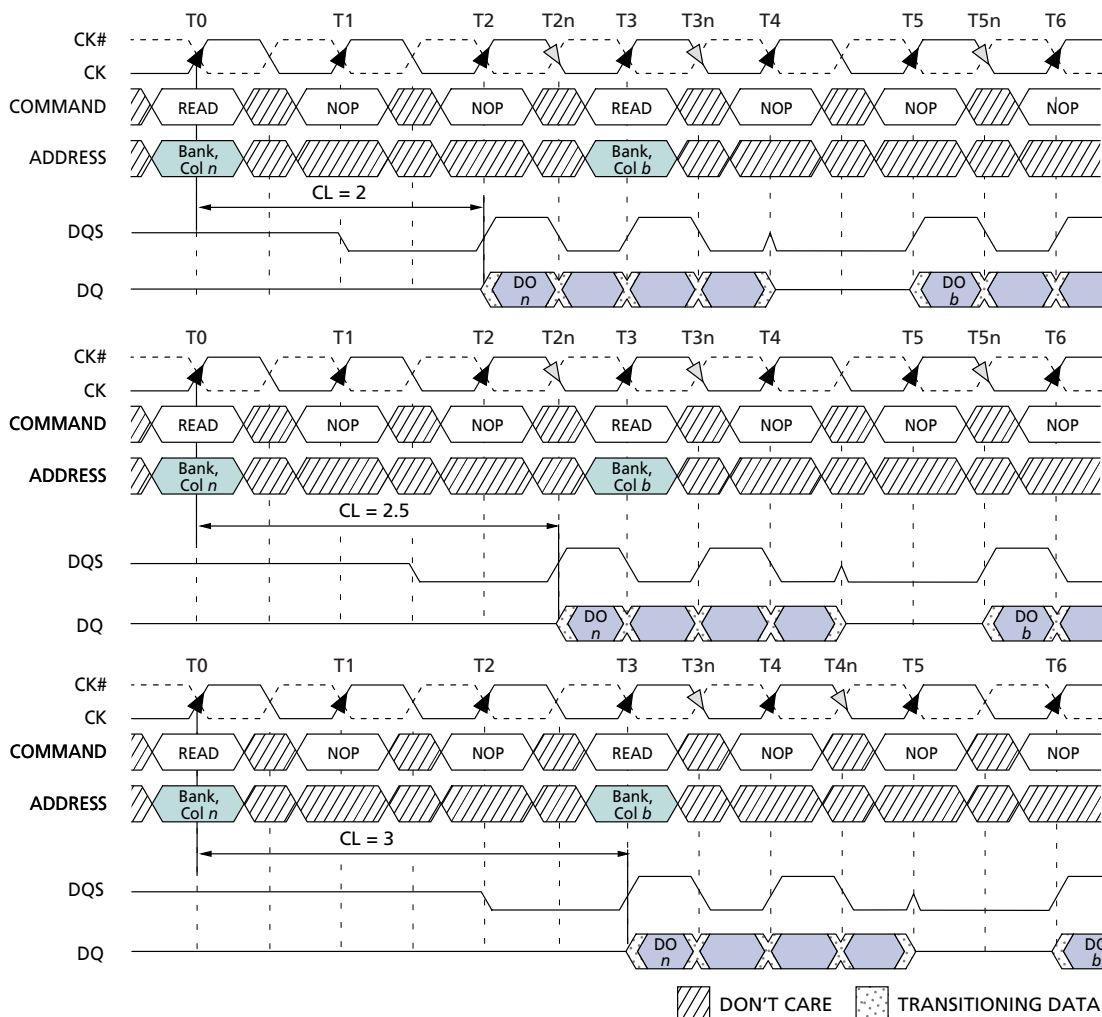 T0 T1 T2 T2n T3 T3n T4 T5 T5n T6
CK#
CK
COMMAND READ NOP NOP READ NOP NOP NOP
ADDRESS Bank, Col n Bank, Col b
CL = 2
DQS
DQ DO n DO b
T0 T1 T2 T2n T3 T3n T4 T5 T5n T6
CK#
CK
COMMAND READ NOP NOP READ NOP NOP NOP
ADDRESS Bank, Col n Bank, Col b
CL = 2.5
DQS
DQ DO n DO b
T0 T1 T2 T3 T3n T4 T4n T5 T6
CK#
CK
COMMAND READ NOP NOP READ NOP NOP NOP
ADDRESS Bank, Col n Bank, Col b
CL = 3
DQS
DQ DO n DO b
DON'T CARE TRANSITIONING DATA